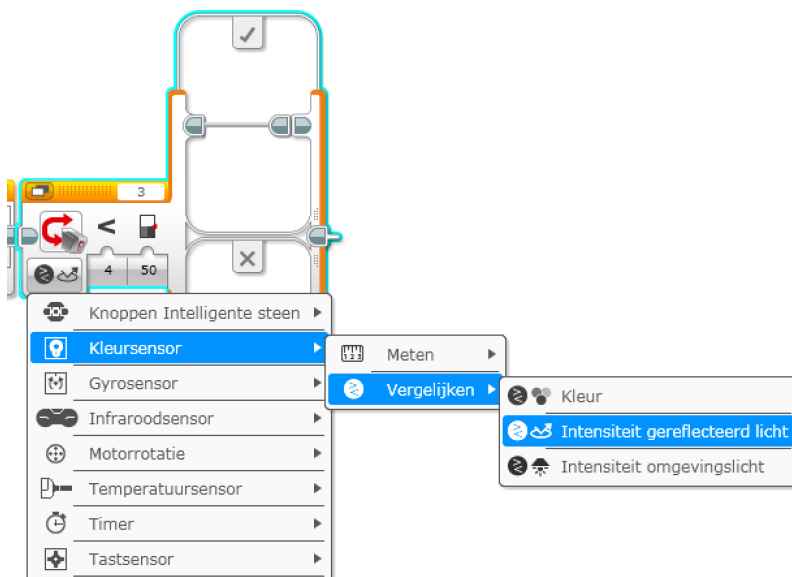 3
<
4 50
Knoppen Intelligente steen
Kleursensor
Gyrosensor
Infraroodsensor
Motorrotatie
Temperatuursensor
Timer
Tastsensor
123
Meten
Vergelijken
Kleur
Intensiteit gereflecteerd licht
Intensiteit omgevingslicht